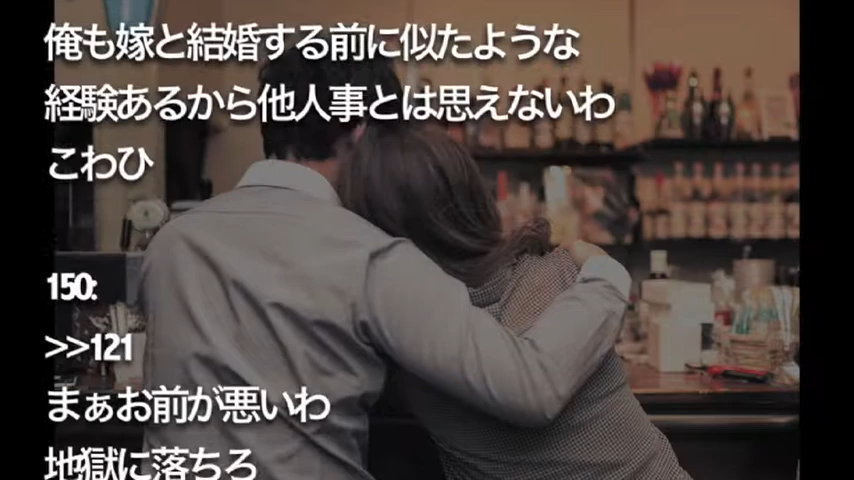 俺も嫁と結婚する前に似たような
経験あるから他人事とは思えないわ
こわひ
150:
>>121
まぁお前が悪いわ
地獄に落ちろ